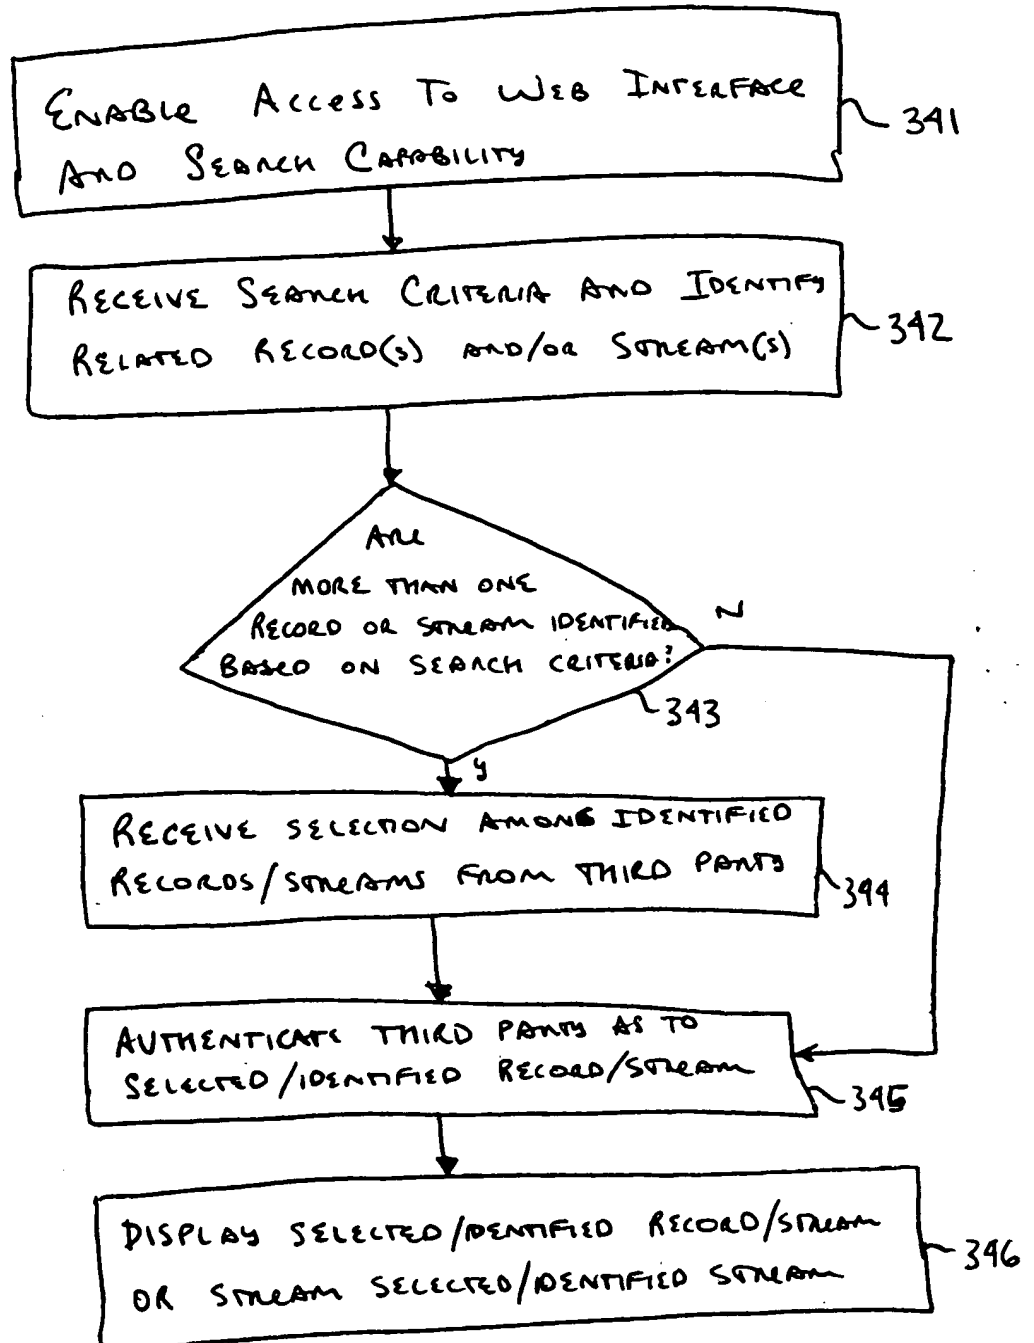 ENABLE ACCESS TO WEB INTERFACE
AND SEARCH CAPABILITY
341
RECEIVE SEARCH CRITERIA AND IDENTIFY
RELATED RECORD(S) AND/OR STREAM(S)
342
ARE
MORE THAN ONE
RECORD OR STREAM IDENTIFIED
BASED ON SEARCH CRITERIA?
N
343
Y
RECEIVE SELECTION AMONG IDENTIFIED
RECORDS/STREAMS FROM THIRD PARTY
344
AUTHENTICATE THIRD PARTY AS TO
SELECTED/IDENTIFIED RECORD/STREAM
345
DISPLAY SELECTED/IDENTIFIED RECORD/STREAM
OR STREAM SELECTED/IDENTIFIED STREAM
346